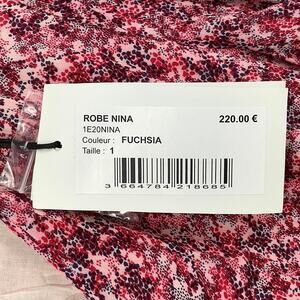 ROBE NINA 220.00 €
1E20NINA
Couleur : FUCHSIA
Taille : 1
3 664784 218685